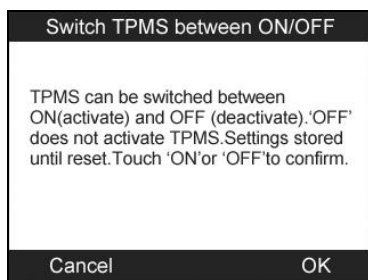 Switch TPMS between ON/OFF
TPMS can be switched between
ON(activate) and OFF (deactivate).‘OFF’
does not activate TPMS.Settings stored
until reset.Touch ‘ON’or ‘OFF’to confirm.
Cancel OK